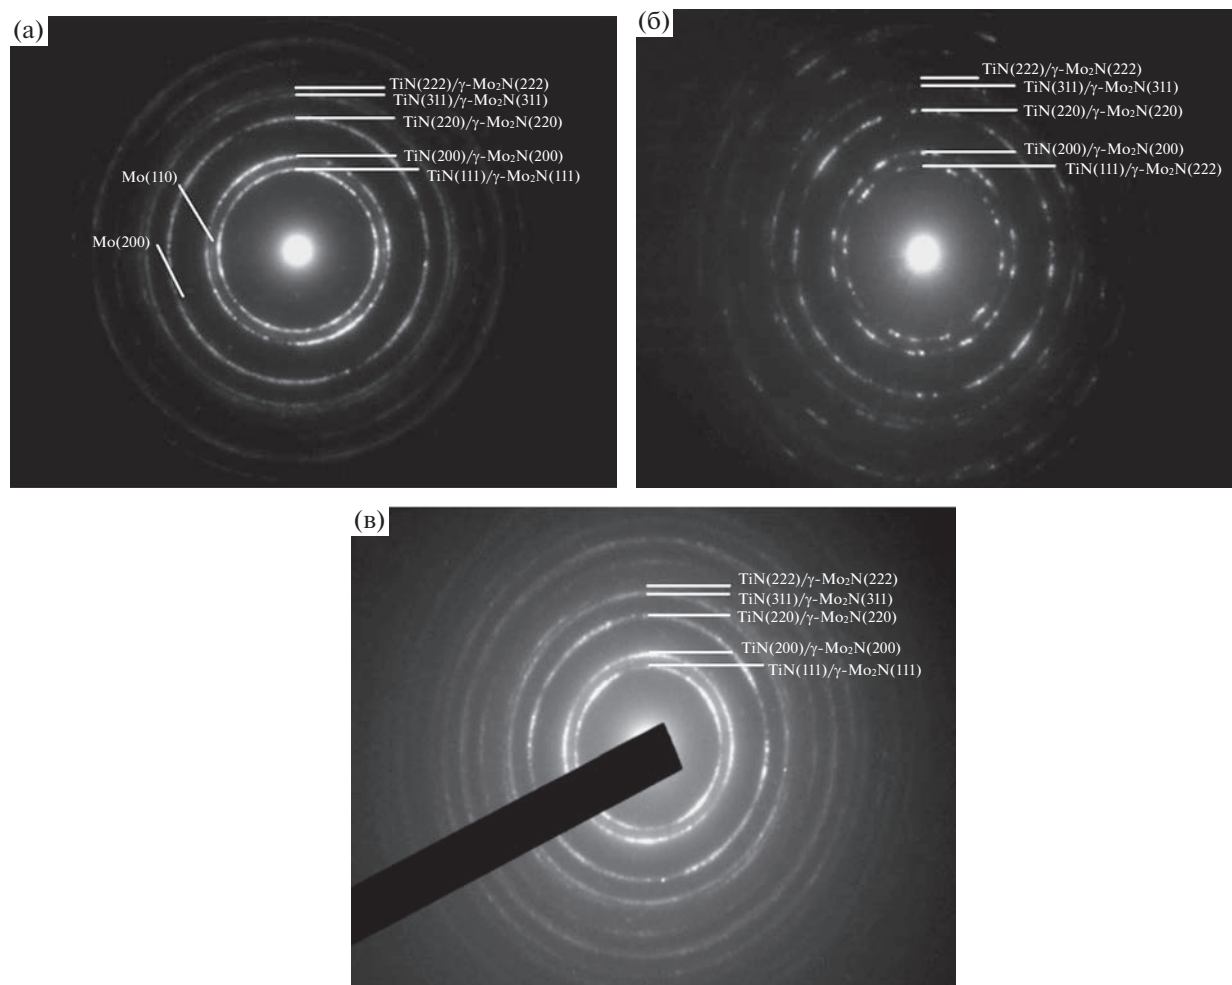 (а)
TiN(222)/γ-Mo₂N(222)
TiN(311)/γ-Mo₂N(311)
TiN(220)/γ-Mo₂N(220)
TiN(200)/γ-Mo₂N(200)
TiN(111)/γ-Mo₂N(111)
Mo(110)
Mo(200)
(б)
TiN(222)/γ-Mo₂N(222)
TiN(311)/γ-Mo₂N(311)
TiN(220)/γ-Mo₂N(220)
TiN(200)/γ-Mo₂N(200)
TiN(111)/γ-Mo₂N(222)
(в)
TiN(222)/γ-Mo₂N(222)
TiN(311)/γ-Mo₂N(311)
TiN(220)/γ-Mo₂N(220)
TiN(200)/γ-Mo₂N(200)
TiN(111)/γ-Mo₂N(111)